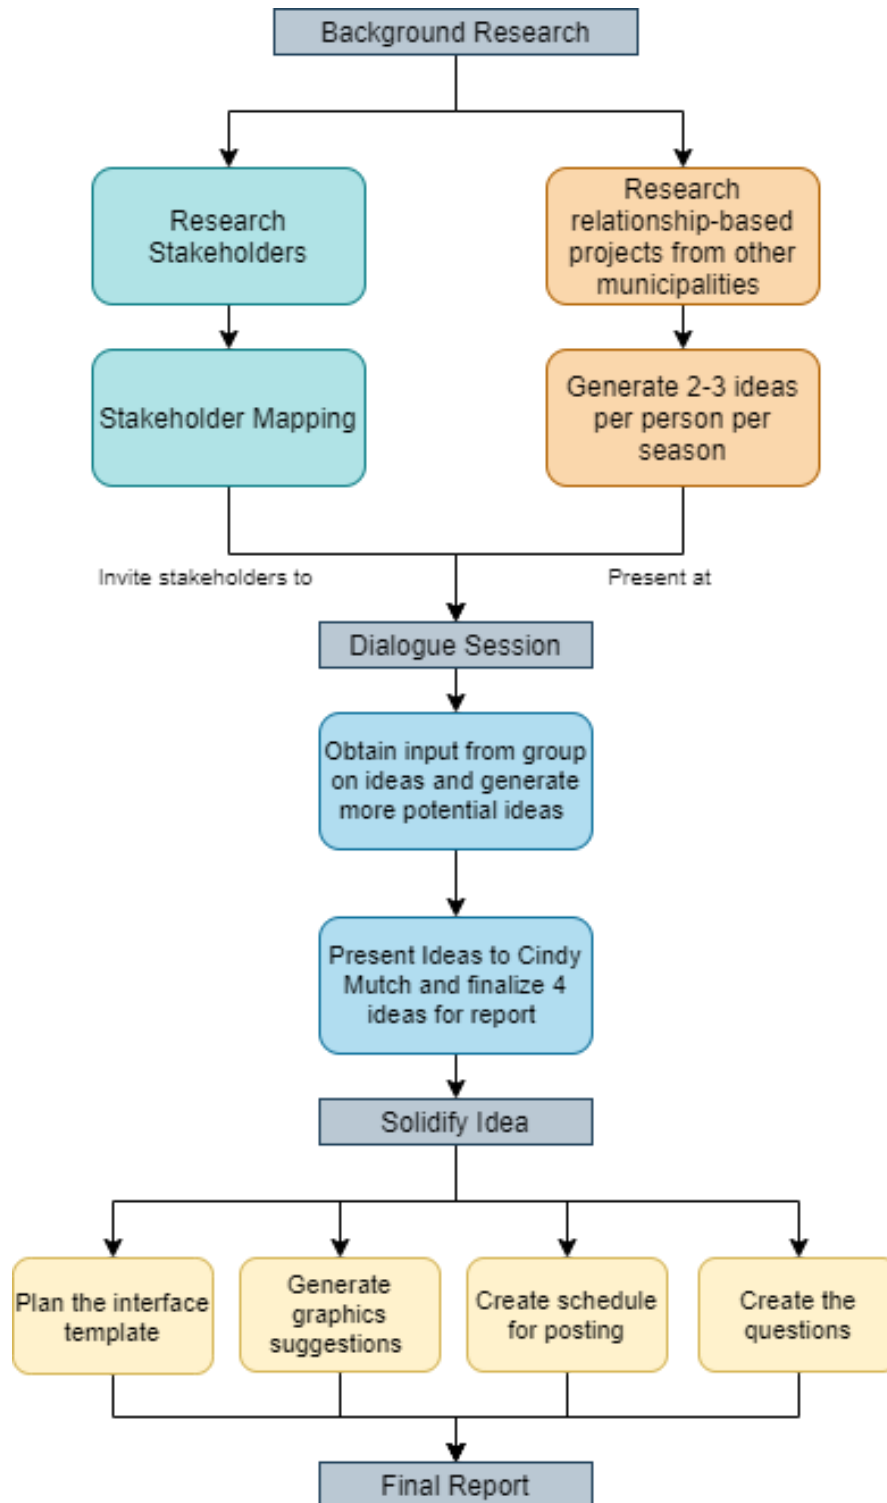 Background Research
Research
Stakeholders
Research
relationship-based
projects from other
municipalities
Stakeholder Mapping
Generate 2-3 ideas
per person per
season
Invite stakeholders to
Present at
Dialogue Session
Obtain input from group
on ideas and generate
more potential ideas
Present Ideas to Cindy
Mutch and finalize 4
ideas for report
Solidify Idea
Plan the interface
template
Generate
graphics
suggestions
Create schedule
for posting
Create the
questions
Final Report